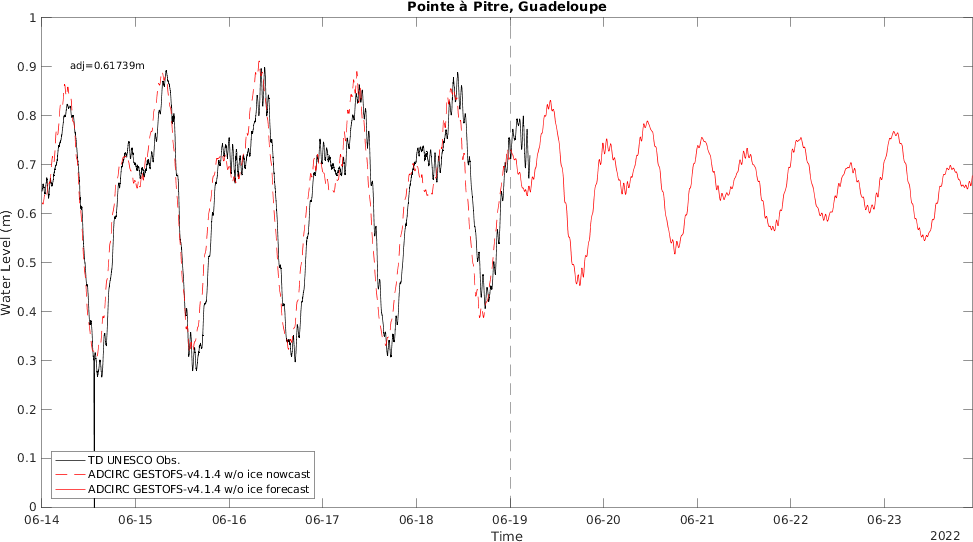 Pointe à Pitre, Guadeloupe
adj=0.61739m
Water Level (m)
1
0.9
0.8
0.7
0.6
0.5
0.4
0.3
0.2
0.1
0
TD UNESCO Obs.
ADCIRC GESTOFS-v4.1.4 w/o ice nowcast
ADCIRC GESTOFS-v4.1.4 w/o ice forecast
06-14 06-15 06-16 06-17 06-18 06-19 06-20 06-21 06-22 06-23
Time
2022